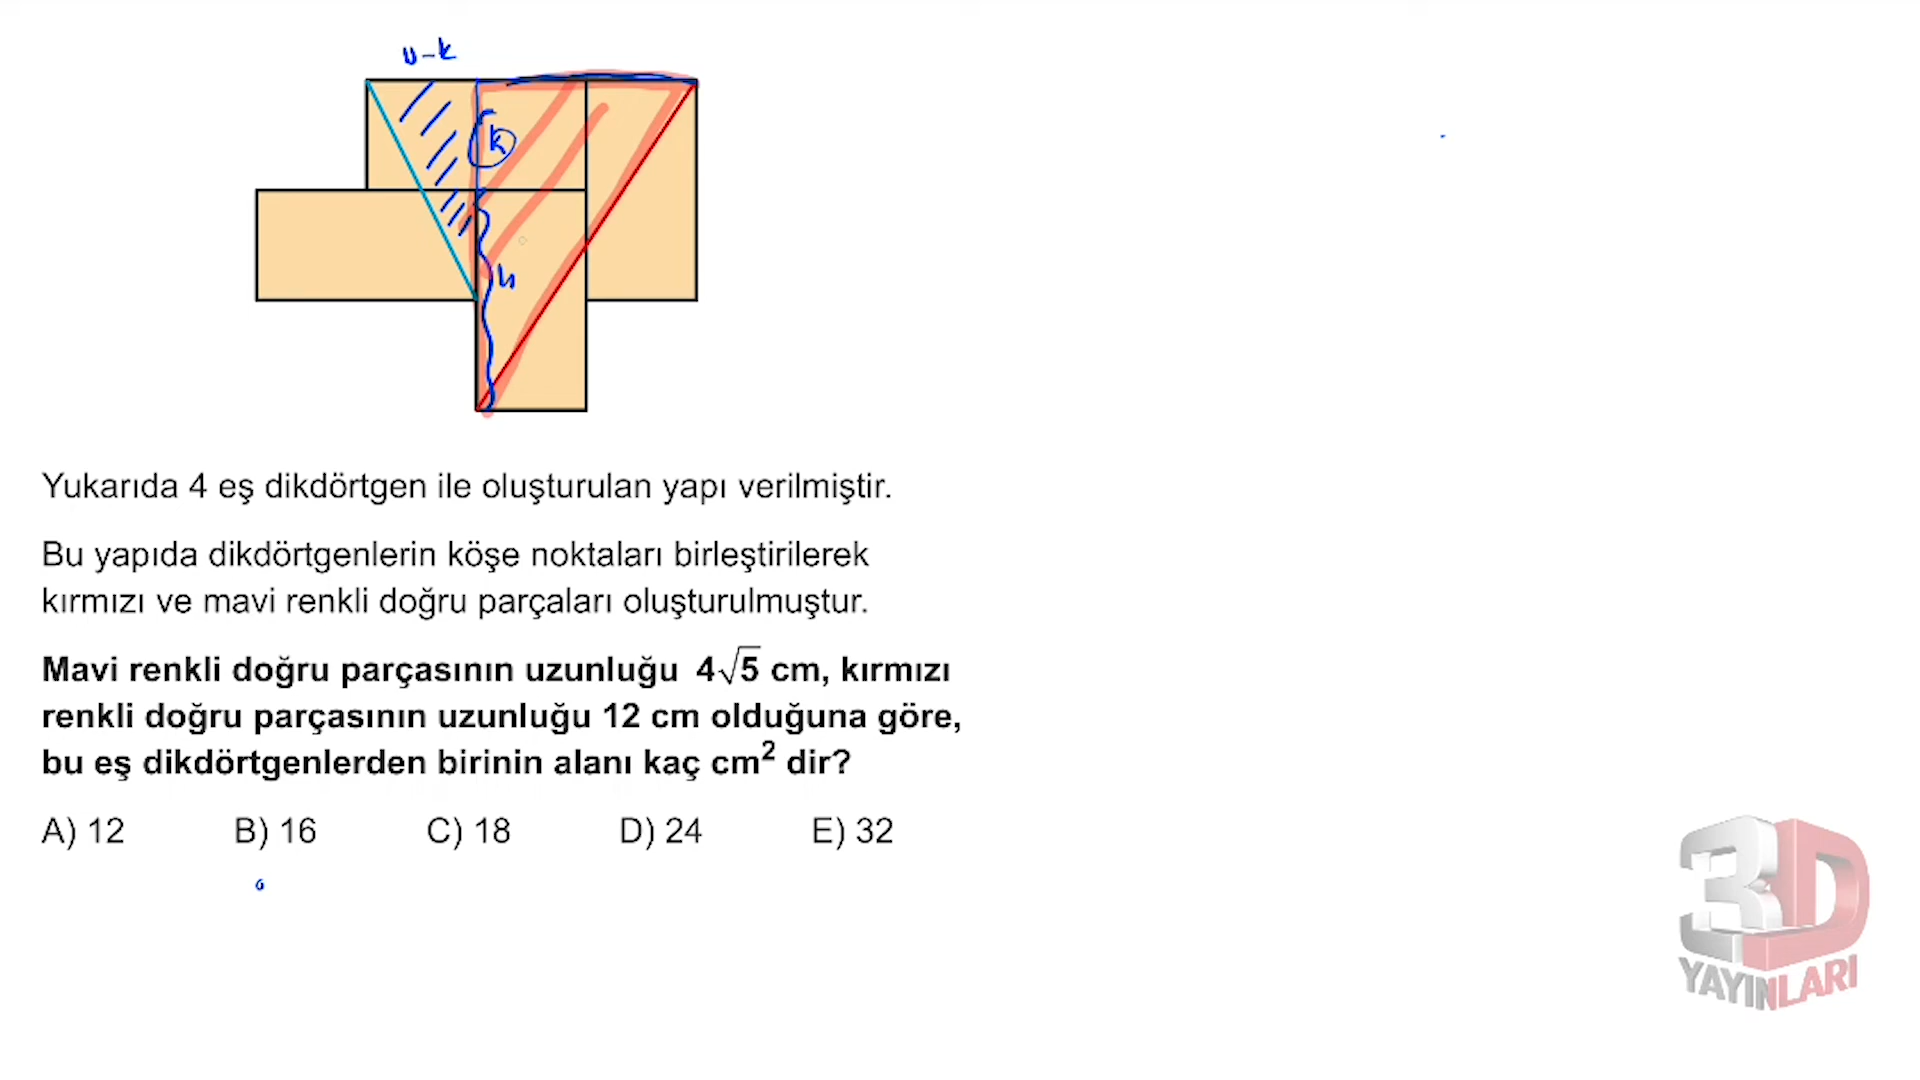 u-k
k
u
Yukarıda 4 eş dikdörtgen ile oluşturulan yapı verilmiştir.
Bu yapıda dikdörtgenlerin köşe noktaları birleştirilerek
kırmızı ve mavi renkli doğru parçaları oluşturulmuştur.
Mavi renkli doğru parçasının uzunluğu 4√5 cm, kırmızı
renkli doğru parçasının uzunluğu 12 cm olduğuna göre,
bu eş dikdörtgenlerden birinin alanı kaç cm² dir?
A) 12 B) 16 C) 18 D) 24 E) 32
3D
YAYINLARI